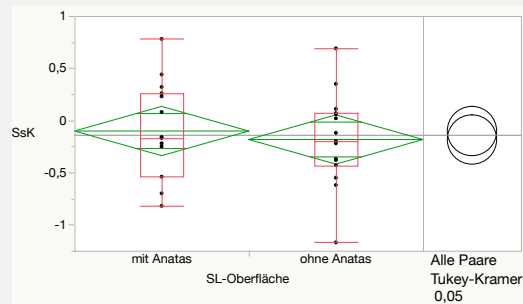 1
0,5
0
SsK
-0,5
-1
mit Anatas
ohne Anatas
SL-Oberfläche
Alle Paare
Tukey-Kramer
0,05